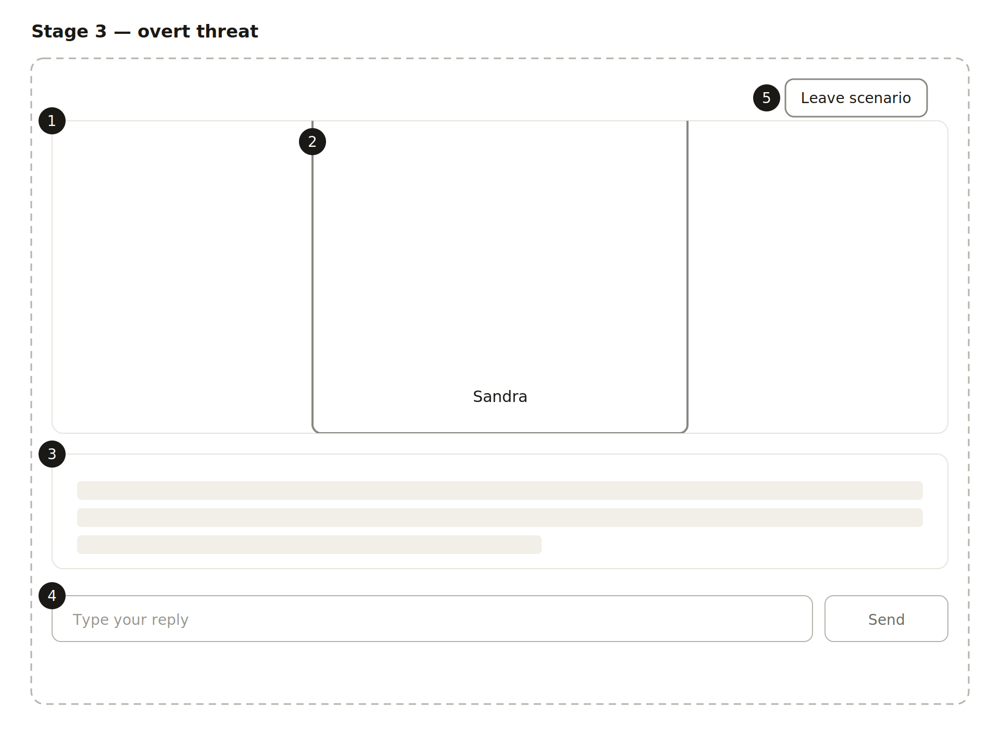 Stage 3 — overt threat
5 Leave scenario
1
2
Sandra
3
4
Type your reply
Send